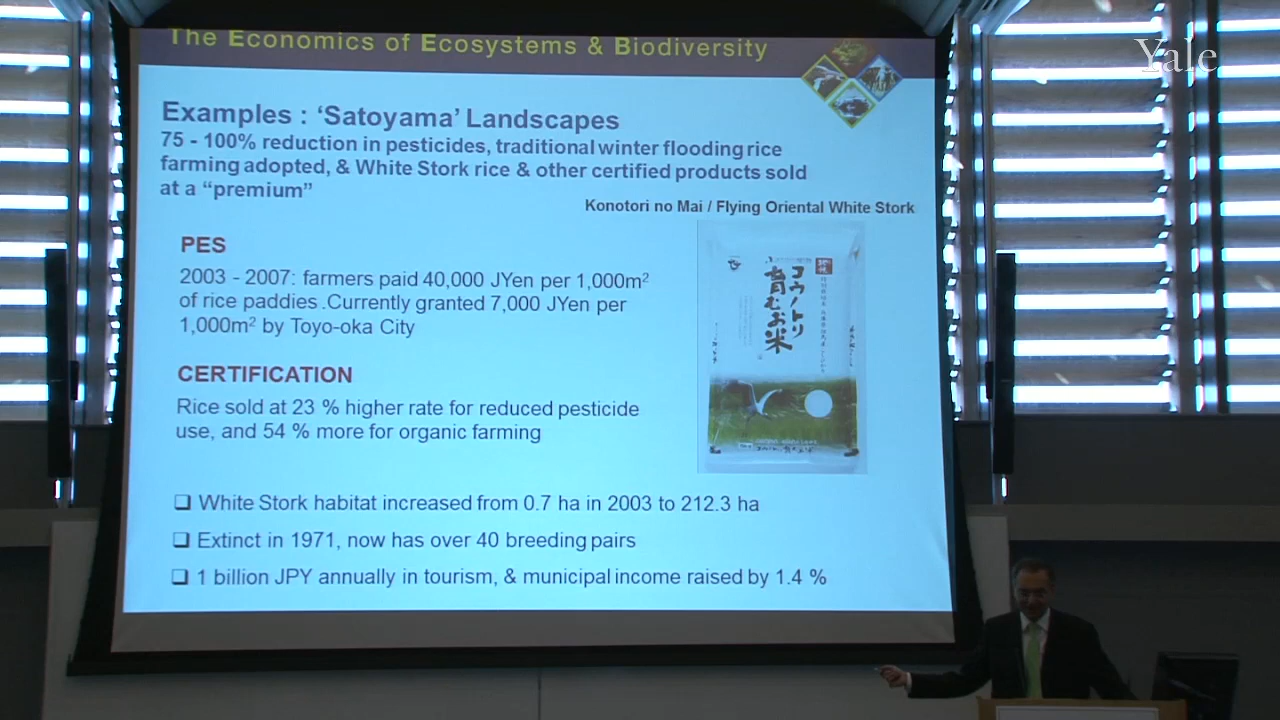 The Economics of Ecosystems & Biodiversity
Yale
Examples : ‘Satoyama’ Landscapes
75 - 100% reduction in pesticides, traditional winter flooding rice
farming adopted, & White Stork rice & other certified products sold
at a “premium”
Konotori no Mai / Flying Oriental White Stork
PES
2003 - 2007: farmers paid 40,000 JYen per 1,000m²
of rice paddies .Currently granted 7,000 JYen per
1,000m² by Toyo-oka City
コウノトリ
育むお米
CERTIFICATION
Rice sold at 23 % higher rate for reduced pesticide
use, and 54 % more for organic farming
❑ White Stork habitat increased from 0.7 ha in 2003 to 212.3 ha
❑ Extinct in 1971, now has over 40 breeding pairs
❑ 1 billion JPY annually in tourism, & municipal income raised by 1.4 %